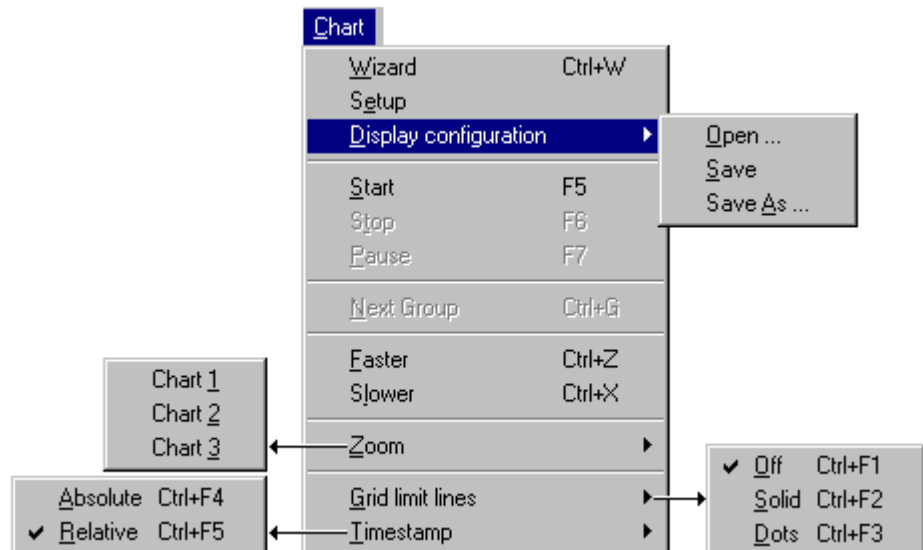 Chart
Wizard Ctrl+W
Setup
Display configuration
Open ...
Save
Save As ...
Start F5
Stop F6
Pause F7
Next Group Ctrl+G
Faster Ctrl+Z
Slower Ctrl+X
Chart 1
Chart 2
Chart 3
Zoom
Absolute Ctrl+F4
Relative Ctrl+F5
Grid limit lines
Timestamp
Off Ctrl+F1
Solid Ctrl+F2
Dots Ctrl+F3